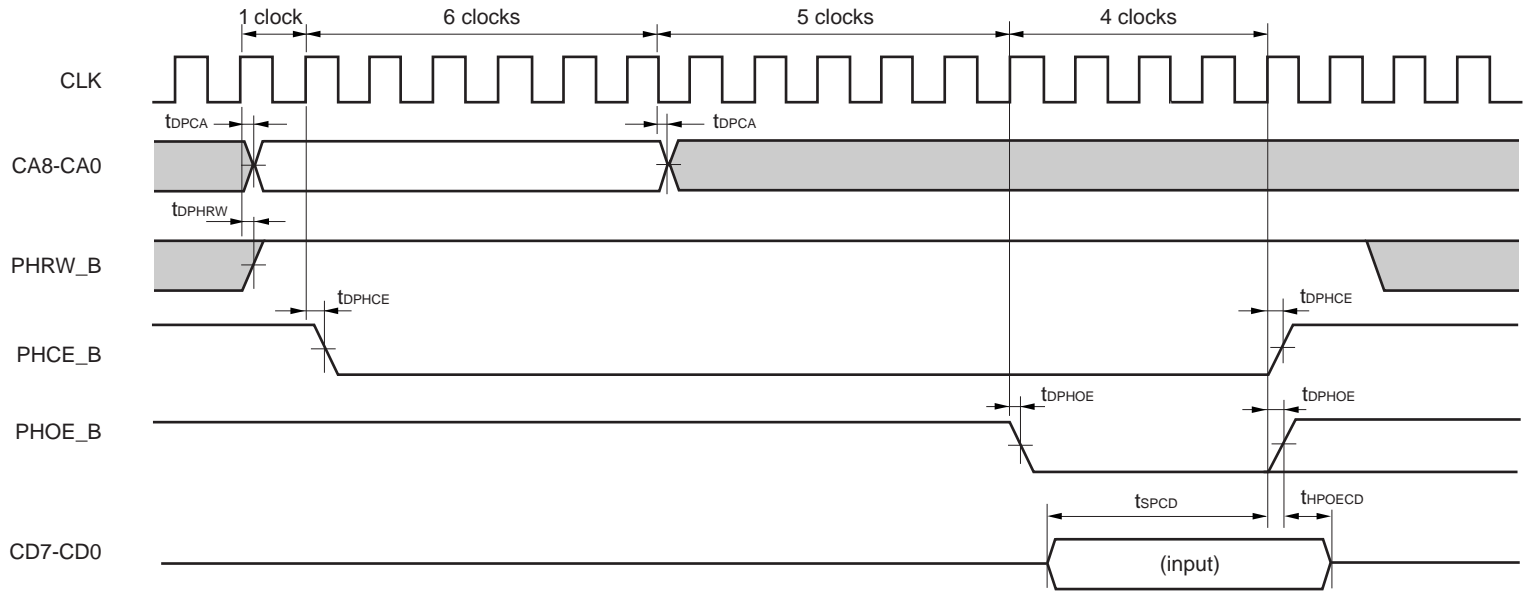 1 clock 6 clocks 5 clocks 4 clocks
CLK
tDPCA tDPCA
CA8-CA0
tDPHRW
PHRW_B
tDPHCE tDPHCE
PHCE_B
tDPHOE tDPHOE
PHOE_B
tSPCD tHPOECD
CD7-CD0 (input)